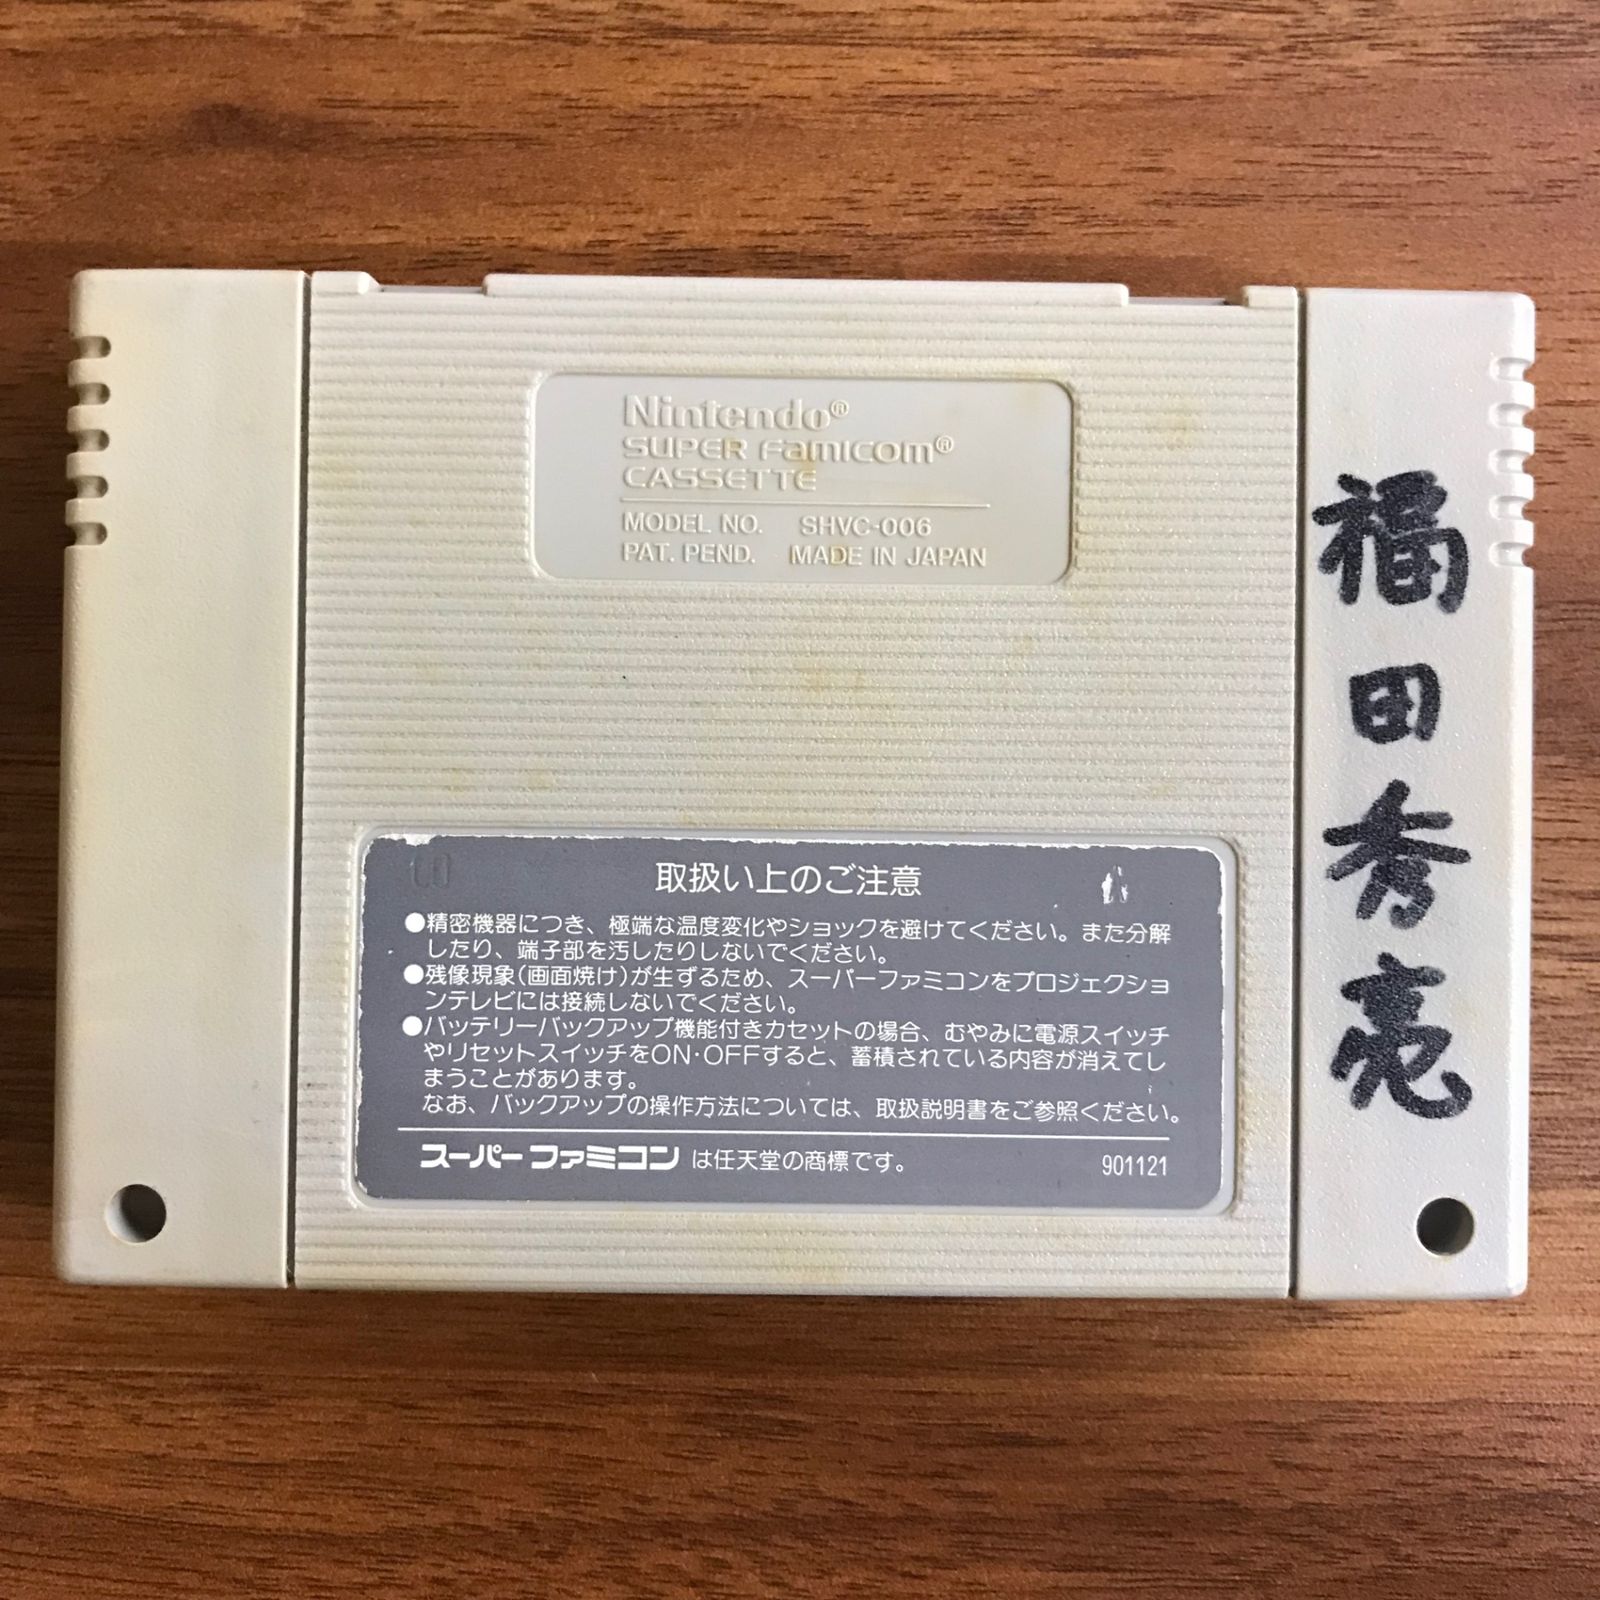 Nintendo®
SUPER FAMICOM®
CASSETTE
MODEL NO. SHVC-006
PAT. PEND. MADE IN JAPAN
取扱い上のご注意
●精密機器につき、極端な温度変化やショックを避けてください。また分解
したり、端子部を汚したりしないでください。
●残像現象(画面焼け)が生ずるため、スーパーファミコンをプロジェクショ
ンテレビには接続しないでください。
●バッテリーバックアップ機能付きカセットの場合、むやみに電源スイッチ
やリセットスイッチをON·OFFすると、蓄積されている内容が消えてし
まうことがあります。
なお、バックアップの操作方法については、取扱説明書をご参照ください。
スーパーファミコン は任天堂の商標です。
901121
福田秀亮